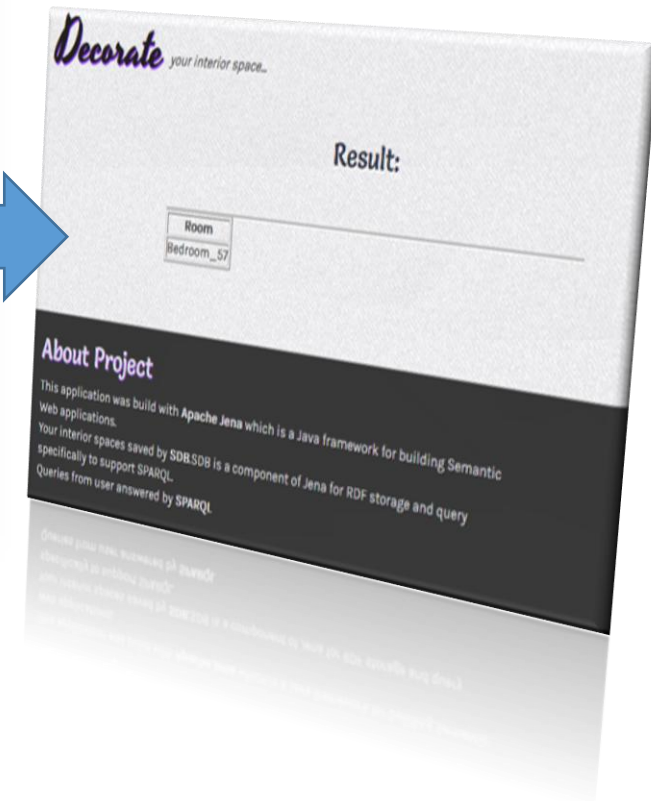 Decorate your interior space...
Result:
Room
Bedroom_57
About Project
This application was build with Apache Jena which is a Java framework for building Semantic
Web applications.
Your interior spaces saved by SDB.SDB is a component of Jena for RDF storage and query
specifically to support SPARQL.
Queries from user answered by SPARQL